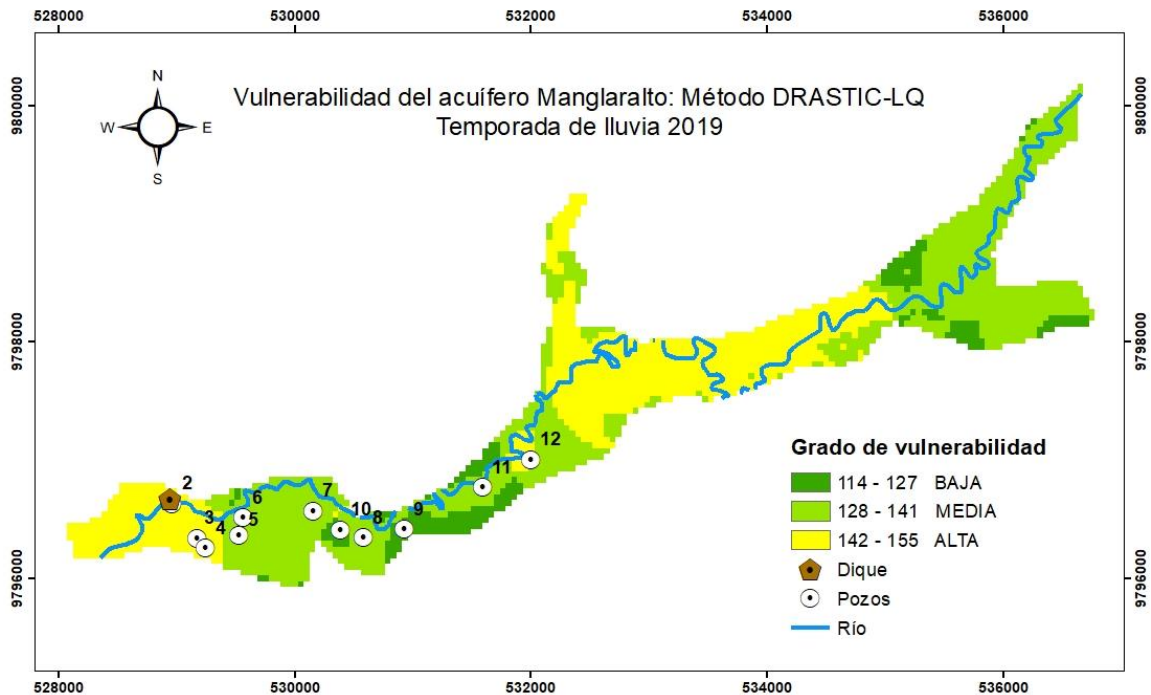 528000 530000 532000 534000 536000
9800000 9800000
N
W E
S
Vulnerabilidad del acuífero Manglaralto: Método DRASTIC-LQ
Temporada de lluvia 2019
9798000 9798000
12
11
2
6
7
3
10
9
4
5
8
Grado de vulnerabilidad
114 - 127 BAJA
128 - 141 MEDIA
142 - 155 ALTA
Dique
Pozos
Río
9796000 9796000
528000 530000 532000 534000 536000